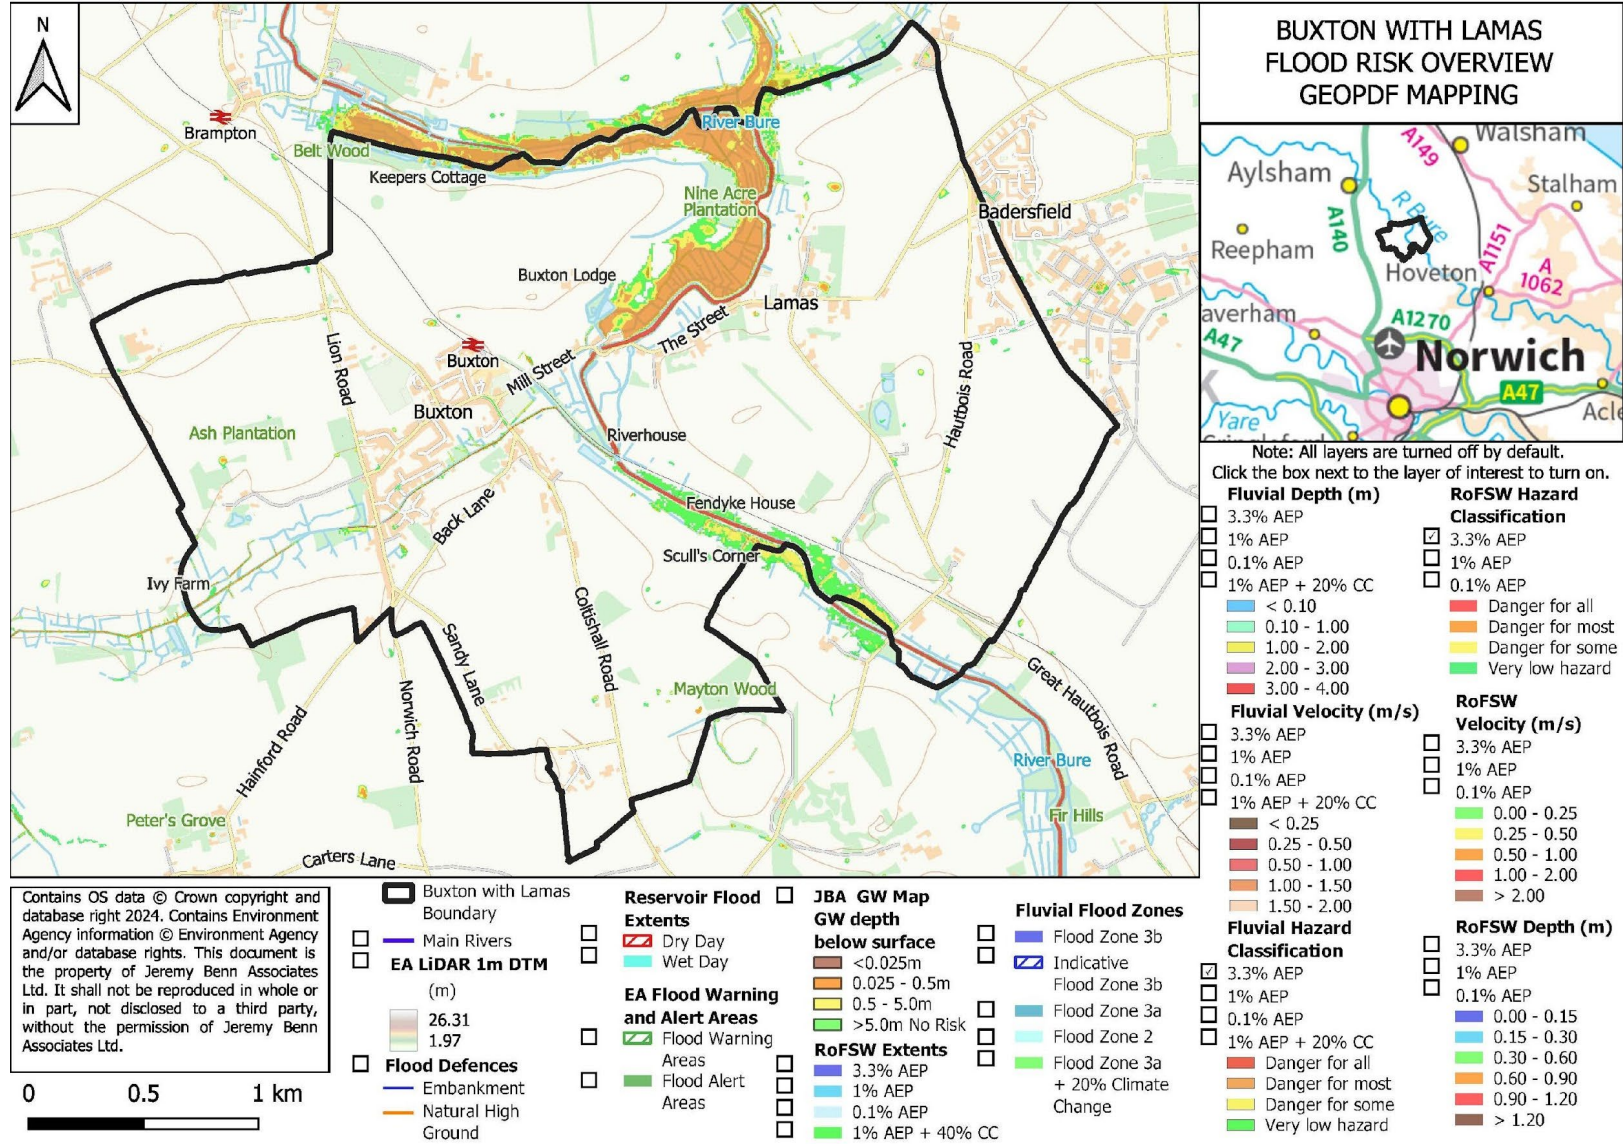 BUXTON WITH LAMAS
FLOOD RISK OVERVIEW
GEOPDF MAPPING
N
Brampton
Belt Wood
Keepers Cottage
River Bure
Nine Acre
Plantation
Badersfield
Buxton Lodge
Lamas
The Street
Lion Road
Buxton
Mill Street
Buxton
Ash Plantation
Riverhouse
Hautbois Road
Back Lane
Fendyke House
Scull's Corner
Ivy Farm
Coltishall Road
Sandy Lane
Mayton Wood
Great Hautbois Road
Norwich Road
Hainford Road
River Bure
Peter's Grove
Fir Hills
Carters Lane
A149
Walsham
Aylsham
Stalham
R Bure
A140
Reepham
A1151
Hoveton
A
1062
averham
A1270
A47
Norwich
A47
Acle
Yare
Note: All layers are turned off by default.
Click the box next to the layer of interest to turn on.
Fluvial Depth (m)
3.3% AEP
1% AEP
0.1% AEP
1% AEP + 20% CC
< 0.10
0.10 - 1.00
1.00 - 2.00
2.00 - 3.00
3.00 - 4.00
Fluvial Velocity (m/s)
3.3% AEP
1% AEP
0.1% AEP
1% AEP + 20% CC
< 0.25
0.25 - 0.50
0.50 - 1.00
1.00 - 1.50
1.50 - 2.00
Fluvial Hazard
Classification
3.3% AEP
1% AEP
0.1% AEP
1% AEP + 20% CC
Danger for all
Danger for most
Danger for some
Very low hazard
RoFSW Hazard
Classification
3.3% AEP
1% AEP
0.1% AEP
Danger for all
Danger for most
Danger for some
Very low hazard
RoFSW
Velocity (m/s)
3.3% AEP
1% AEP
0.1% AEP
0.00 - 0.25
0.25 - 0.50
0.50 - 1.00
1.00 - 2.00
> 2.00
RoFSW Depth (m)
3.3% AEP
1% AEP
0.1% AEP
0.00 - 0.15
0.15 - 0.30
0.30 - 0.60
0.60 - 0.90
0.90 - 1.20
> 1.20
Contains OS data © Crown copyright and
database right 2024. Contains Environment
Agency information © Environment Agency
and/or database rights. This document is
the property of Jeremy Benn Associates
Ltd. It shall not be reproduced in whole or
in part, not disclosed to a third party,
without the permission of Jeremy Benn
Associates Ltd.
0 0.5 1 km
Buxton with Lamas
Boundary
Main Rivers
EA LiDAR 1m DTM
(m)
26.31
1.97
Flood Defences
Embankment
Natural High
Ground
Reservoir Flood
Extents
Dry Day
Wet Day
EA Flood Warning
and Alert Areas
Flood Warning
Areas
Flood Alert
Areas
JBA GW Map
GW depth
below surface
<0.025m
0.025 - 0.5m
0.5 - 5.0m
>5.0m No Risk
RoFSW Extents
3.3% AEP
1% AEP
0.1% AEP
1% AEP + 40% CC
Fluvial Flood Zones
Flood Zone 3b
Indicative
Flood Zone 3b
Flood Zone 3a
Flood Zone 2
Flood Zone 3a
+ 20% Climate
Change